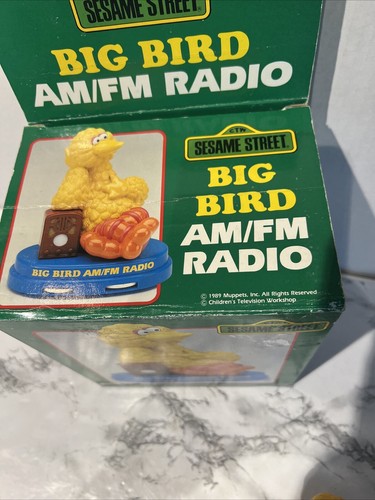 SESAME STREET
BIG BIRD
AM/FM RADIO
CTW
SESAME STREET
BIG
BIRD
AM/FM
RADIO
BIG BIRD AM/FM RADIO
© 1989 Muppets, Inc. All Rights Reserved
© Children's Television Workshop
SESAME STREET